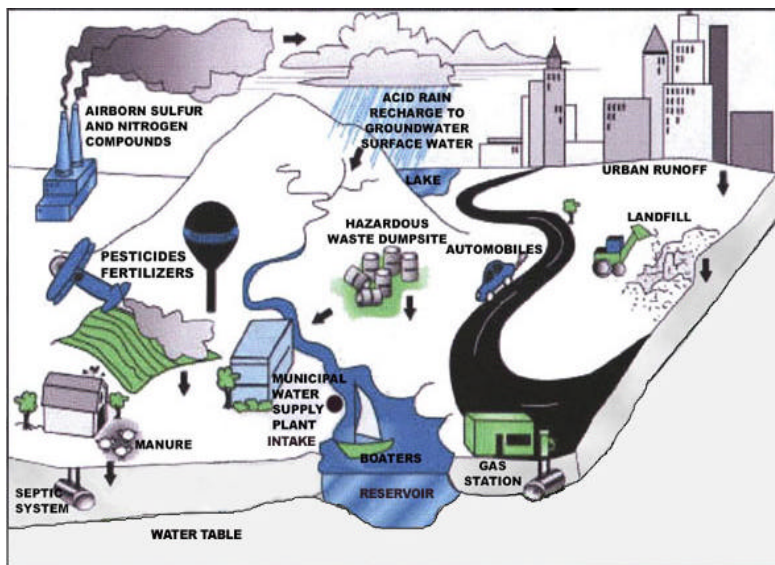 AIRBORN SULFUR
AND NITROGEN
COMPOUNDS
ACID RAIN
RECHARGE TO
GROUNDWATER
SURFACE WATER
LAKE
URBAN RUNOFF
LANDFILL
PESTICIDES
FERTILIZERS
HAZARDOUS
WASTE DUMPSITE
AUTOMOBILES
MUNICIPAL
WATER
SUPPLY
PLANT
INTAKE
MANURE
BOATERS
GAS
STATION
SEPTIC
SYSTEM
RESERVOIR
WATER TABLE